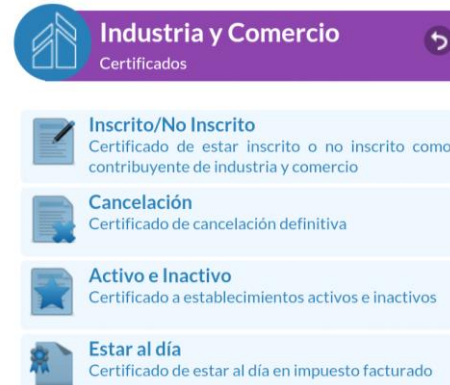 Industria y Comercio
Certificados
Inscrito/No Inscrito
Certificado de estar inscrito o no inscrito como
contribuyente de industria y comercio
Cancelación
Certificado de cancelación definitiva
Activo e Inactivo
Certificado a establecimientos activos e inactivos
Estar al día
Certificado de estar al día en impuesto facturado